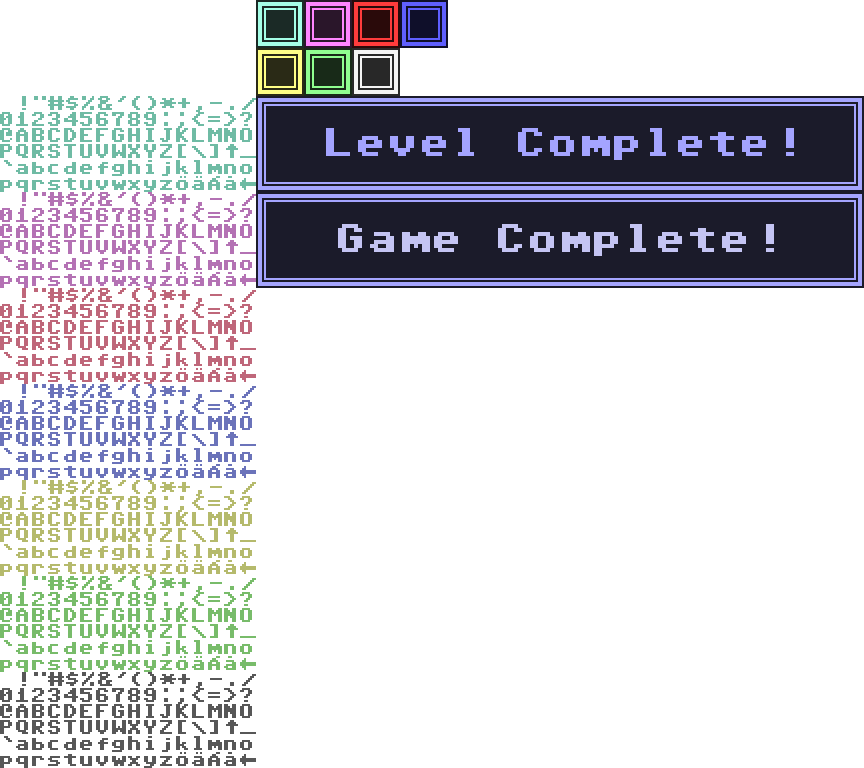 !"#$%&´()*+,-./
0123456789:;<=>?
@ABCDEFGHIJKLMNO
PQRSTUVWXYZ[\]↑_
`abcdefghijklmno
pqrstuvwxyzöäÄå←
!"#$%&´()*+,-./
0123456789:;<=>?
@ABCDEFGHIJKLMNO
PQRSTUVWXYZ[\]↑_
`abcdefghijklmno
pqrstuvwxyzöäÄå←
!"#$%&´()*+,-./
0123456789:;<=>?
@ABCDEFGHIJKLMNO
PQRSTUVWXYZ[\]↑_
`abcdefghijklmno
pqrstuvwxyzöäÄå←
!"#$%&´()*+,-./
0123456789:;<=>?
@ABCDEFGHIJKLMNO
PQRSTUVWXYZ[\]↑_
`abcdefghijklmno
pqrstuvwxyzöäÄå←
!"#$%&´()*+,-./
0123456789:;<=>?
@ABCDEFGHIJKLMNO
PQRSTUVWXYZ[\]↑_
`abcdefghijklmno
pqrstuvwxyzöäÄå←
!"#$%&´()*+,-./
0123456789:;<=>?
@ABCDEFGHIJKLMNO
PQRSTUVWXYZ[\]↑_
`abcdefghijklmno
pqrstuvwxyzöäÄå←
!"#$%&´()*+,-./
0123456789:;<=>?
@ABCDEFGHIJKLMNO
PQRSTUVWXYZ[\]↑_
`abcdefghijklmno
pqrstuvwxyzöäÄå←
Level Complete!
Game Complete!